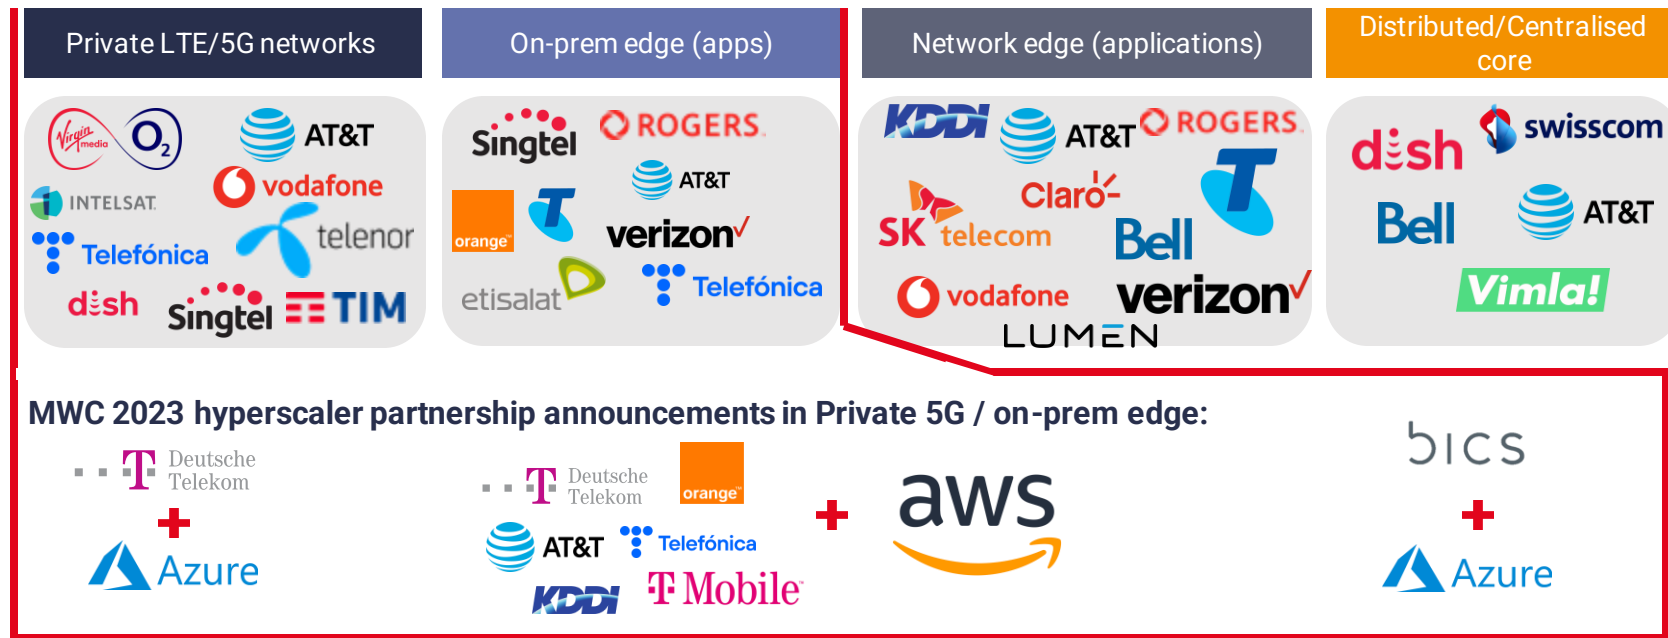 Private LTE/5G networks
On-prem edge (apps)
Network edge (applications)
Distributed/Centralised
core
Virgin
media
O2
AT&T
INTELSAT.
vodafone
Telefónica
telenor
dish
Singtel
TIM
Singtel
ROGERS.
AT&T
orange™
T
verizon✓
etisalat
Telefónica
KDDI
AT&T
ROGERS.
SK telecom
Claro
T
Bell
vodafone
verizon✓
LUMEN
dish
swisscom
Bell
AT&T
Vimla!
MWC 2023 hyperscaler partnership announcements in Private 5G / on-prem edge:
T Deutsche
Telekom
+
Azure
T Deutsche
Telekom
orange™
AT&T
Telefónica
KDDI
T Mobile™
+
aws
bics
+
Azure